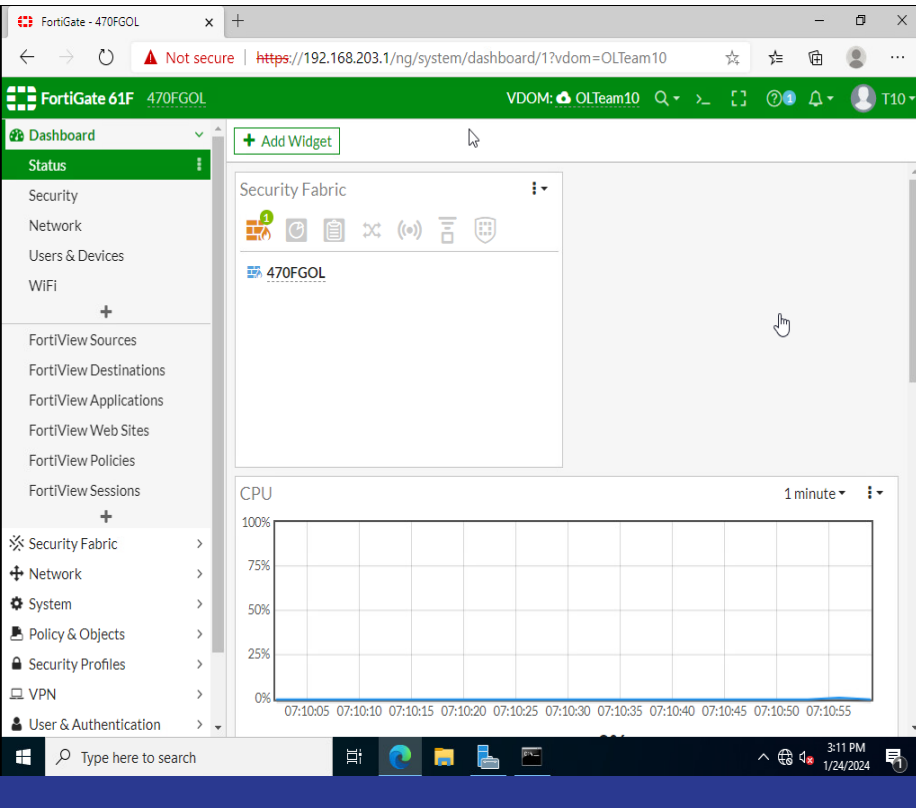 FortiGate - 470FGOL
Not secure https://192.168.203.1/ng/system/dashboard/1?vdom=OLTeam10
FortiGate 61F 470FGOL VDOM: OLTeam10 >_ 1 T10
Dashboard
Status
Security
Network
Users & Devices
WiFi
FortiView Sources
FortiView Destinations
FortiView Applications
FortiView Web Sites
FortiView Policies
FortiView Sessions
Security Fabric
Network
System
Policy & Objects
Security Profiles
VPN
User & Authentication
+ Add Widget
Security Fabric
1
470FGOL
CPU 1 minute
100%
75%
50%
25%
0%
07:10:05 07:10:10 07:10:15 07:10:20 07:10:25 07:10:30 07:10:35 07:10:40 07:10:45 07:10:50 07:10:55
Type here to search
3:11 PM
1/24/2024
1